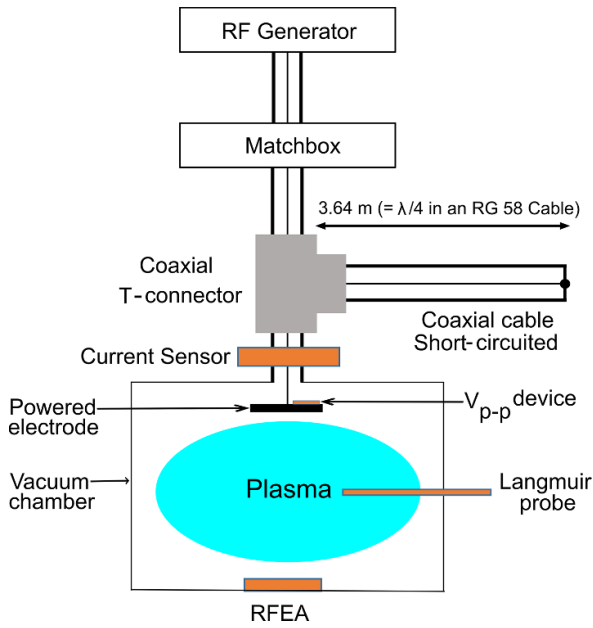 RF Generator
Matchbox
3.64 m (= λ/4 in an RG 58 Cable)
Coaxial
T-connector
Coaxial cable
Short-circuited
Current Sensor
Powered
electrode
Vp-p device
Vacuum
chamber
Plasma
Langmuir
probe
RFEA